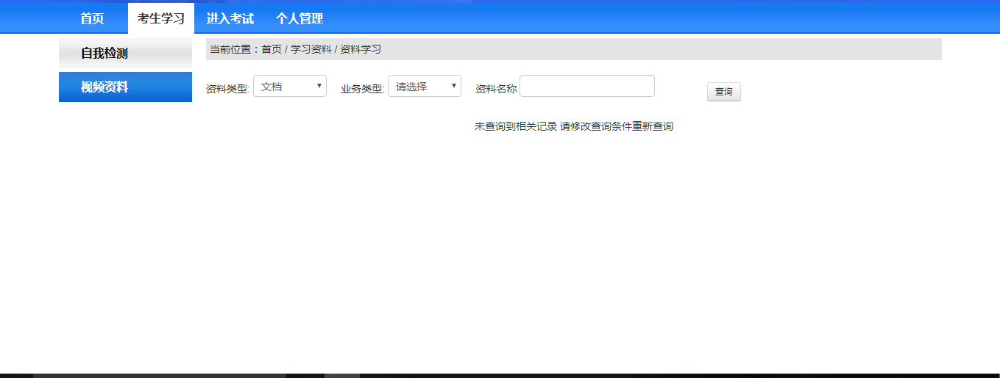 首页 考生学习 进入考试 个人管理
自我检测
视频资料
当前位置：首页 / 学习资料 / 资料学习
资料类型: 文档 业务类型: 请选择 资料名称 查询
未查询到相关记录 请修改查询条件重新查询